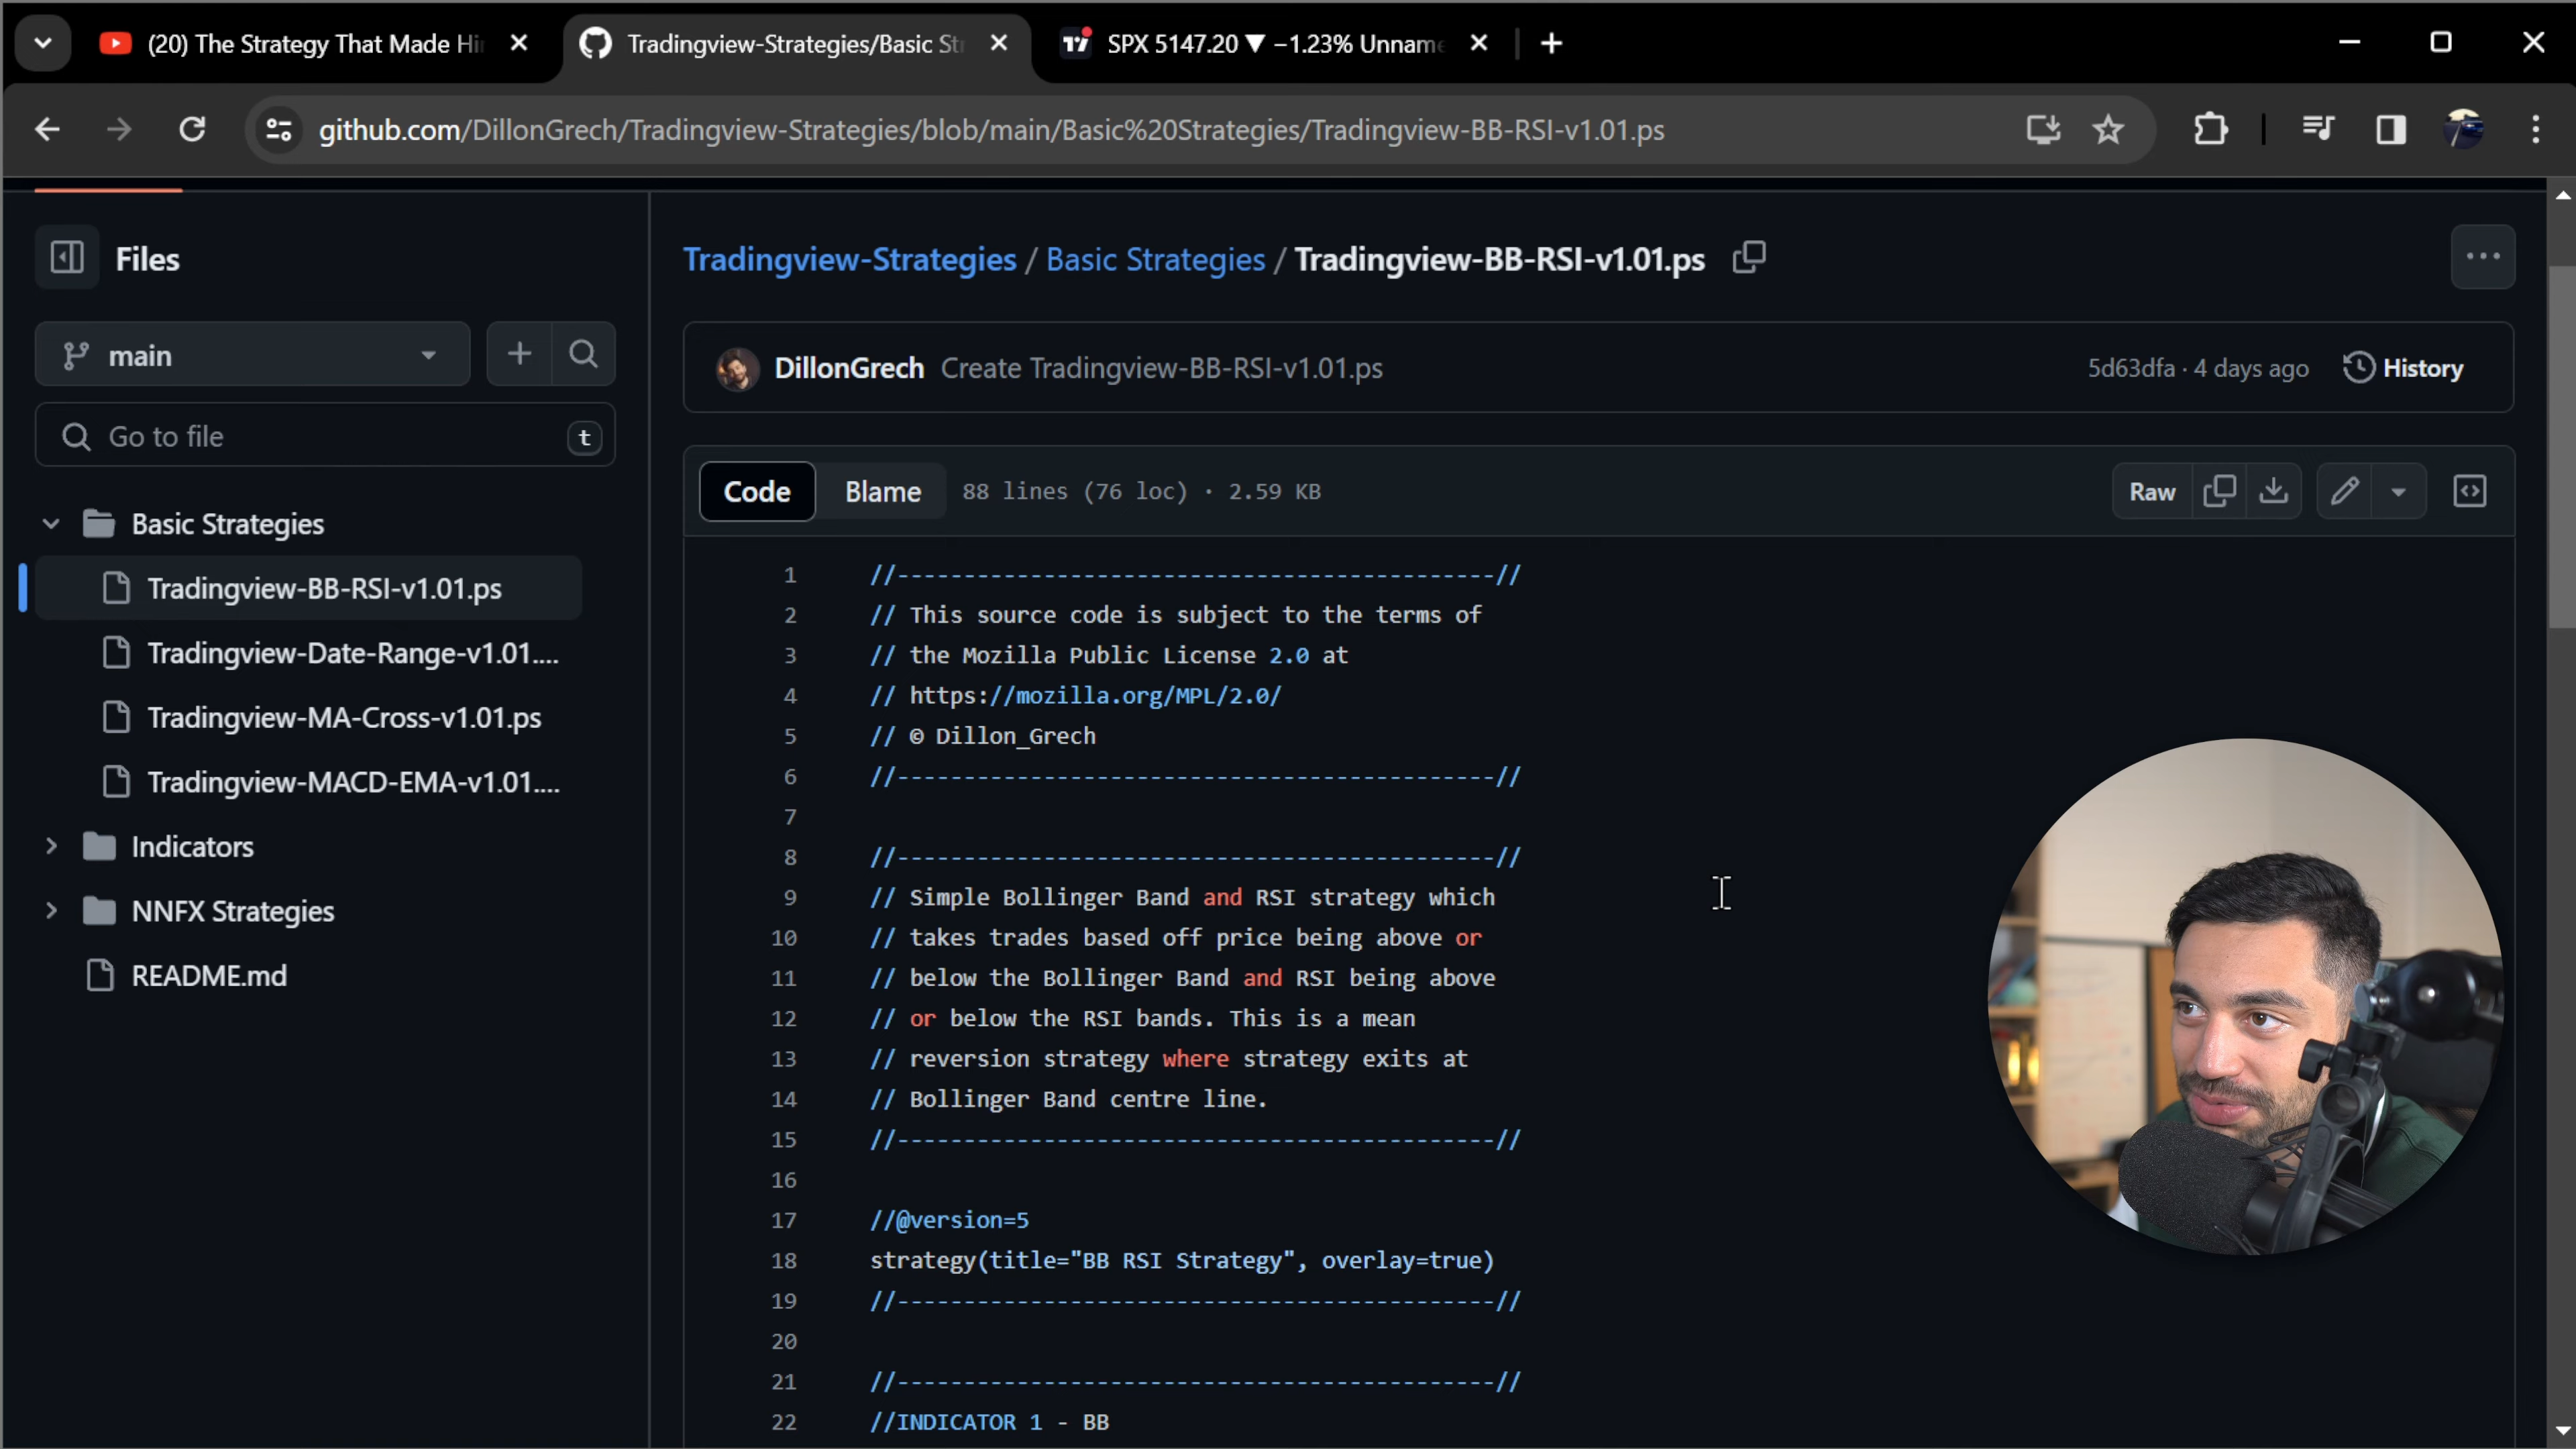 (20) The Strategy That Made Hi
Tradingview-Strategies/Basic St
SPX 5147.20 ▼ −1.23% Unnam
github.com/DillonGrech/Tradingview-Strategies/blob/main/Basic%20Strategies/Tradingview-BB-RSI-v1.01.ps
Files
main
Go to file
t
Basic Strategies
Tradingview-BB-RSI-v1.01.ps
Tradingview-Date-Range-v1.01....
Tradingview-MA-Cross-v1.01.ps
Tradingview-MACD-EMA-v1.01....
Indicators
NNFX Strategies
README.md
Tradingview-Strategies / Basic Strategies / Tradingview-BB-RSI-v1.01.ps
DillonGrech Create Tradingview-BB-RSI-v1.01.ps
5d63dfa · 4 days ago
History
Code
Blame
88 lines (76 loc) · 2.59 KB
Raw
1 //---------------------------------------------//
2 // This source code is subject to the terms of
3 // the Mozilla Public License 2.0 at
4 // https://mozilla.org/MPL/2.0/
5 // © Dillon_Grech
6 //---------------------------------------------//
7
8 //---------------------------------------------//
9 // Simple Bollinger Band and RSI strategy which
10 // takes trades based off price being above or
11 // below the Bollinger Band and RSI being above
12 // or below the RSI bands. This is a mean
13 // reversion strategy where strategy exits at
14 // Bollinger Band centre line.
15 //---------------------------------------------//
16
17 //@version=5
18 strategy(title="BB RSI Strategy", overlay=true)
19 //---------------------------------------------//
20
21 //---------------------------------------------//
22 //INDICATOR 1 - BB